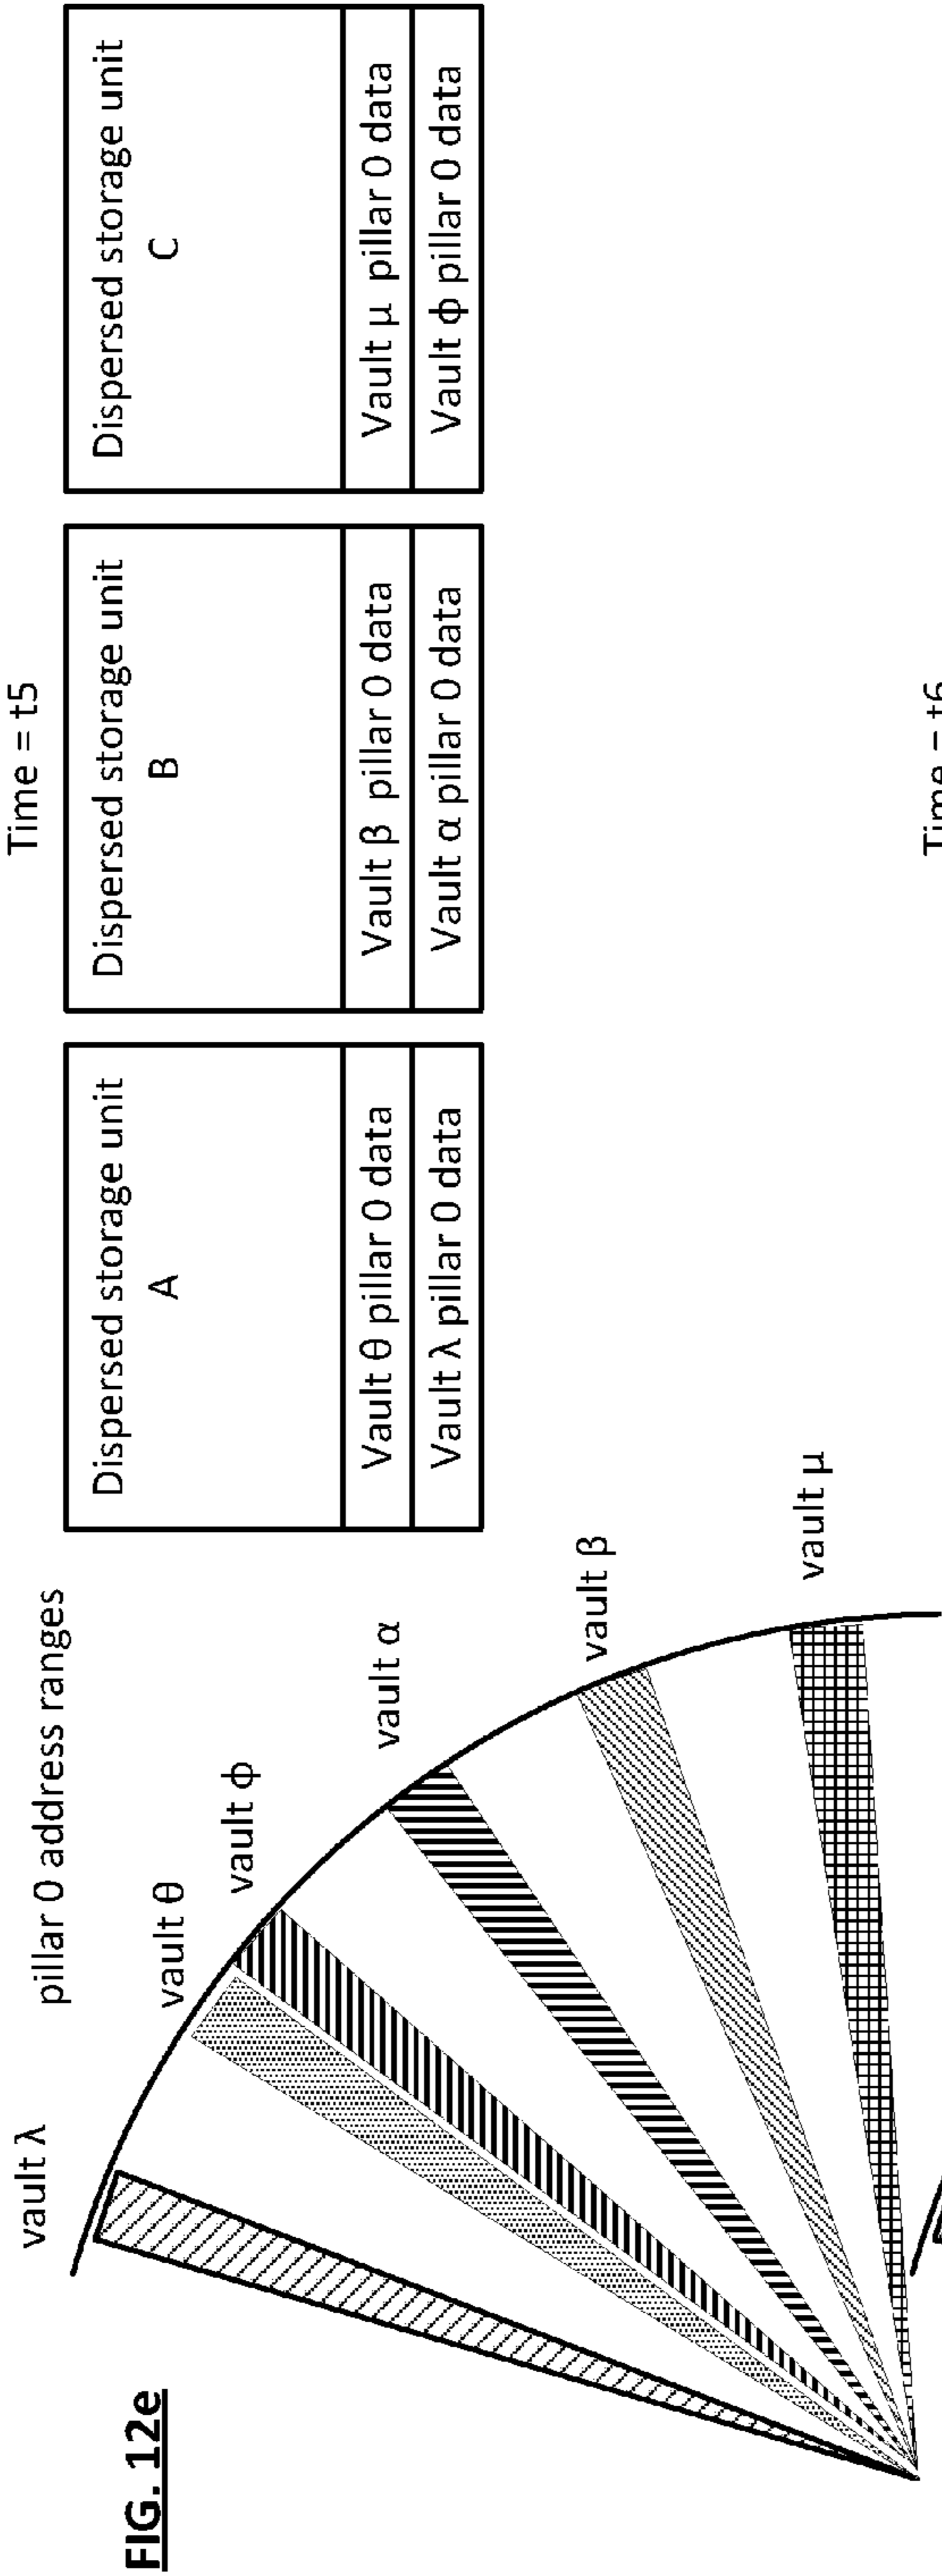 FIG. 12e
Time = t5
pillar 0 address ranges
vault λ
vault θ
vault ϕ
vault α
vault β
vault μ
Dispersed storage unit
A
Vault θ pillar 0 data
Vault λ pillar 0 data
Dispersed storage unit
B
Vault β pillar 0 data
Vault α pillar 0 data
Dispersed storage unit
C
Vault μ pillar 0 data
Vault ϕ pillar 0 data